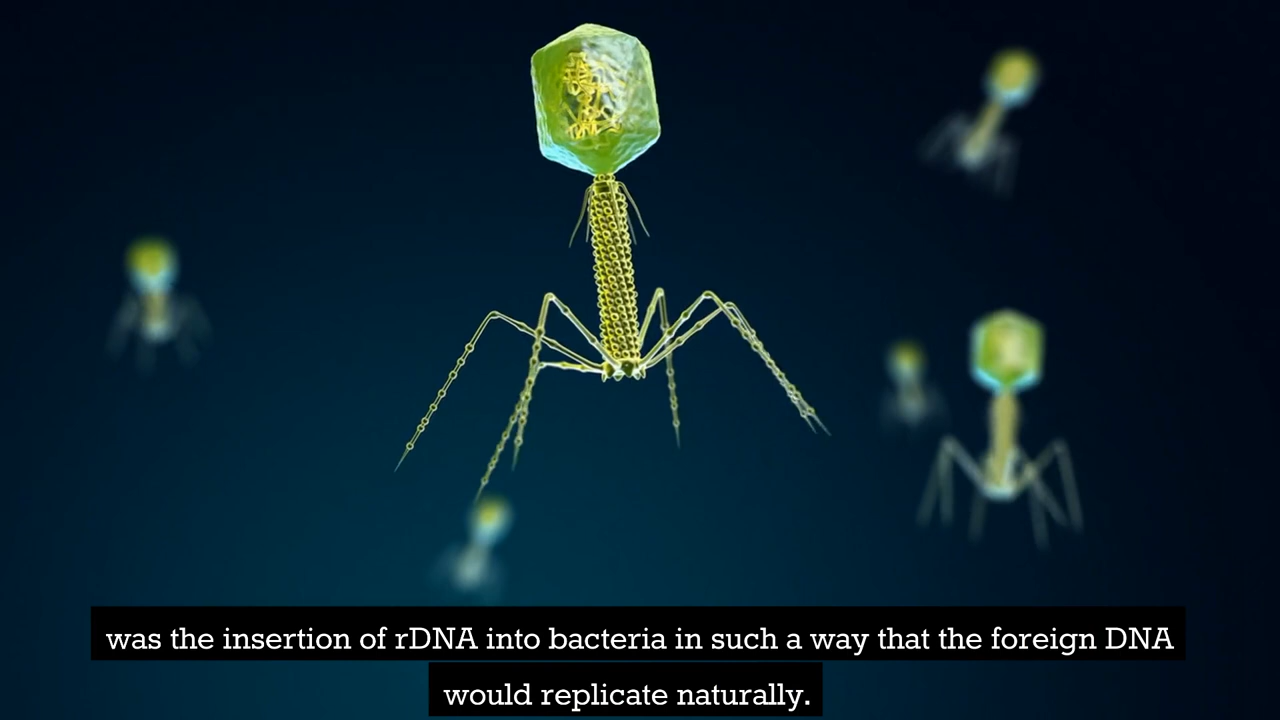 was the insertion of rDNA into bacteria in such a way that the foreign DNA
would replicate naturally.